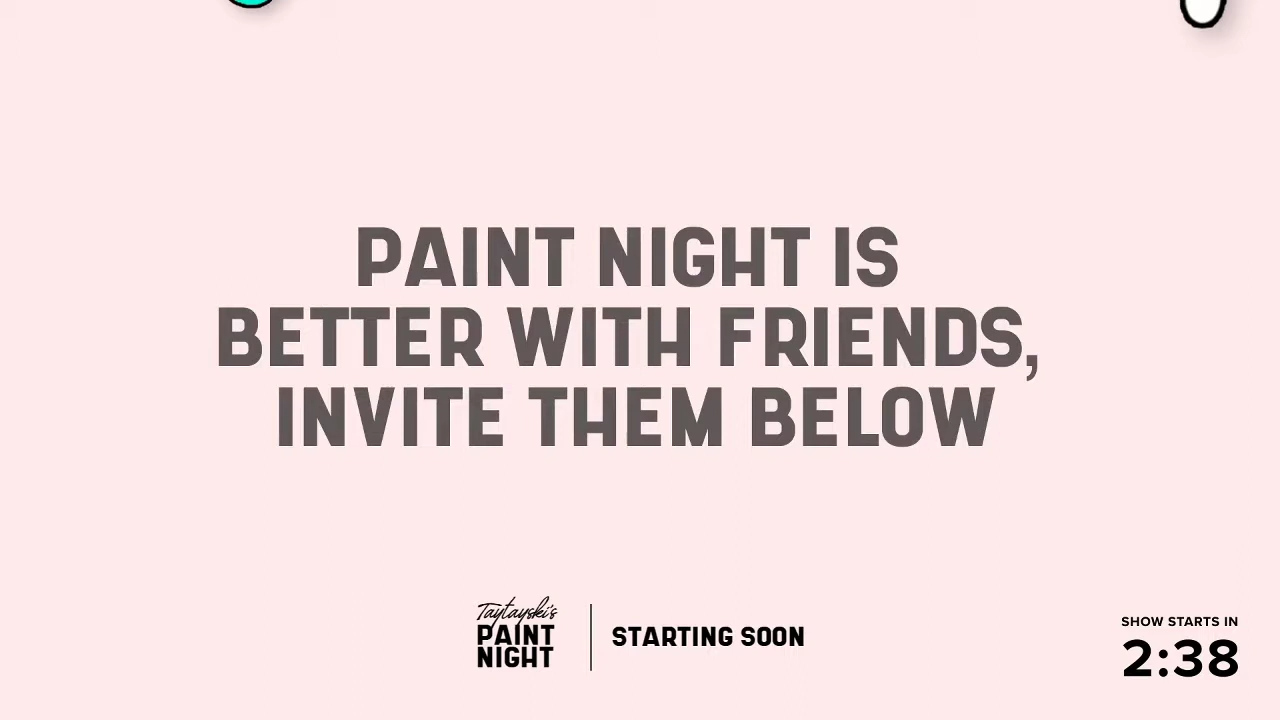 PAINT NIGHT IS
BETTER WITH FRIENDS,
INVITE THEM BELOW
Taytayski's
PAINT
NIGHT
STARTING SOON
SHOW STARTS IN
2:38